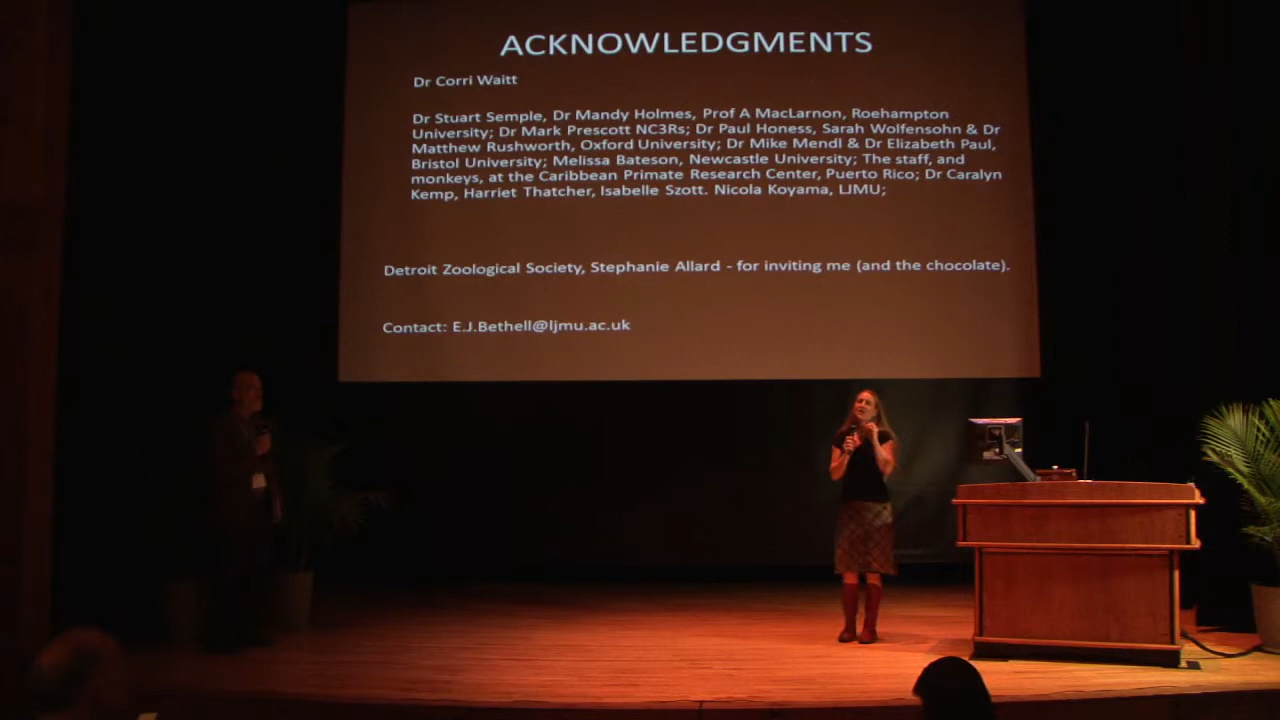 ACKNOWLEDGMENTS
Dr Corri Waitt
Dr Stuart Semple, Dr Mandy Holmes, Prof A MacLarnon, Roehampton
University; Dr Mark Prescott NC3Rs; Dr Paul Honess, Sarah Wolfensohn & Dr
Matthew Rushworth, Oxford University; Dr Mike Mendl & Dr Elizabeth Paul,
Bristol University; Melissa Bateson, Newcastle University; The staff, and
monkeys, at the Caribbean Primate Research Center, Puerto Rico; Dr Caralyn
Kemp, Harriet Thatcher, Isabelle Szott. Nicola Koyama, LJMU;
Detroit Zoological Society, Stephanie Allard - for inviting me (and the chocolate).
Contact: E.J.Bethell@ljmu.ac.uk